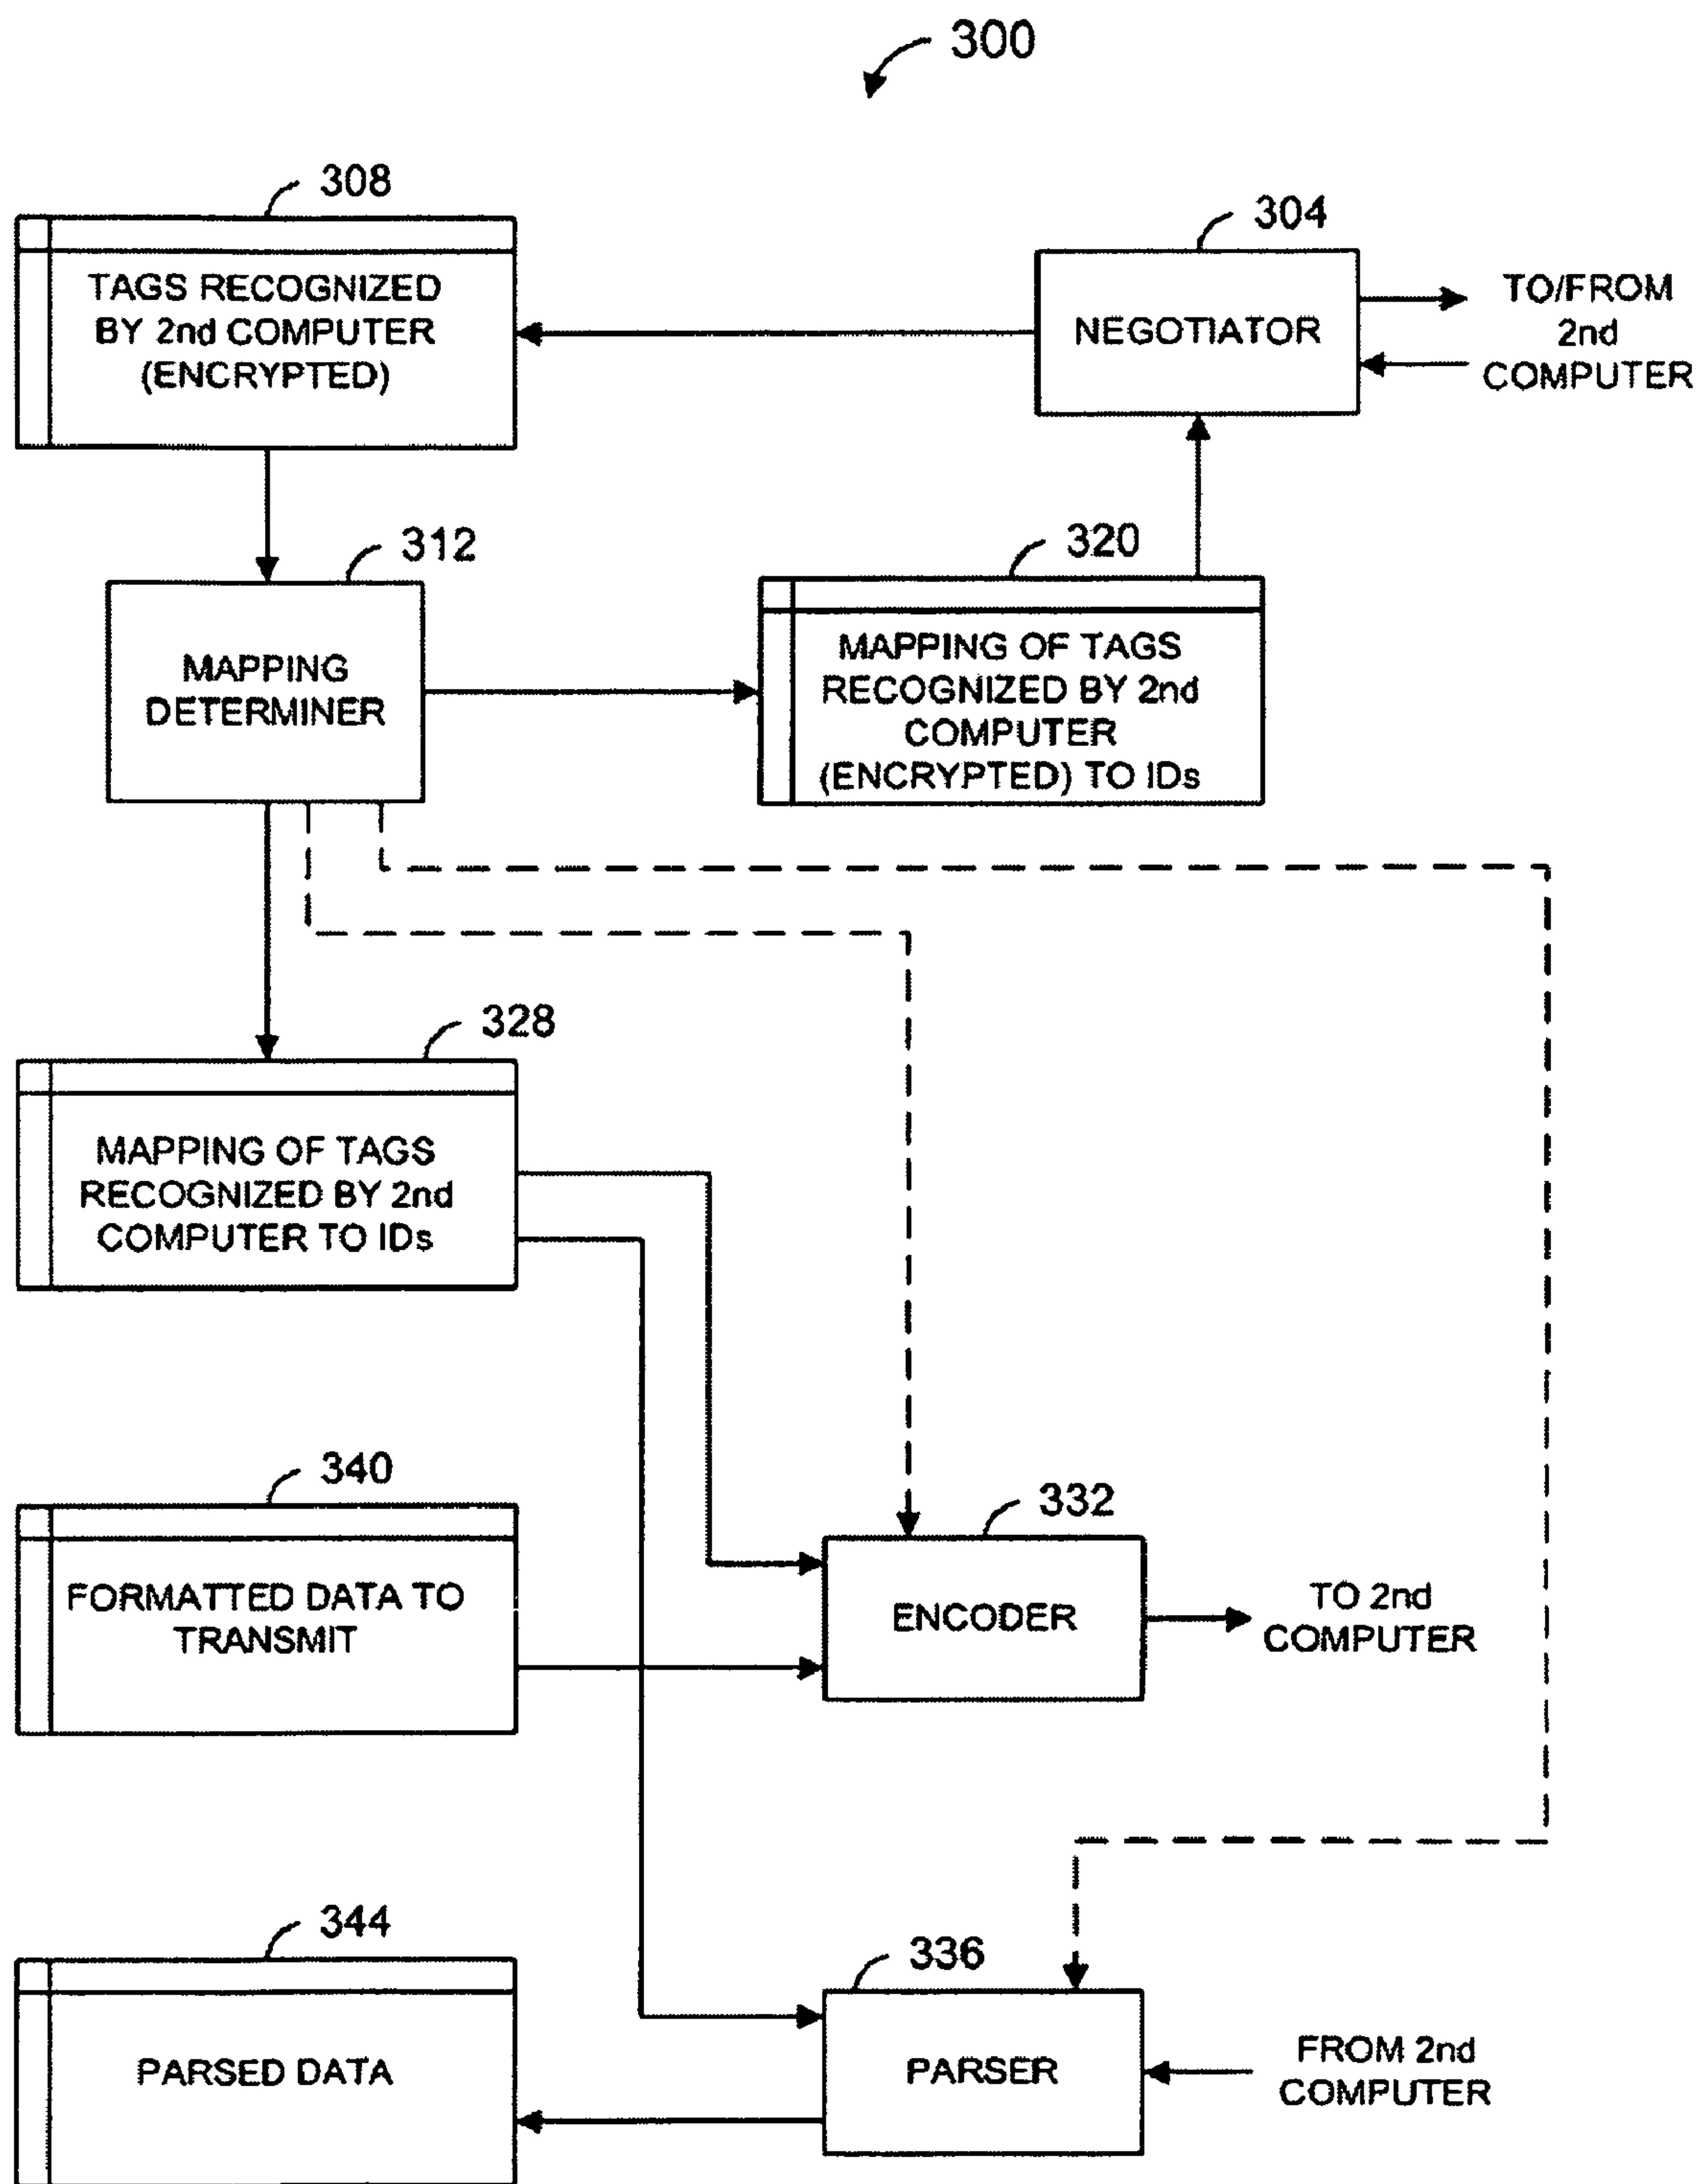 300
308
TAGS RECOGNIZED
BY 2nd COMPUTER
(ENCRYPTED)
304
NEGOTIATOR
TO/FROM
2nd
COMPUTER
312
MAPPING
DETERMINER
320
MAPPING OF TAGS
RECOGNIZED BY 2nd
COMPUTER
(ENCRYPTED) TO IDs
328
MAPPING OF TAGS
RECOGNIZED BY 2nd
COMPUTER TO IDs
340
FORMATTED DATA TO
TRANSMIT
332
ENCODER
TO 2nd
COMPUTER
344
PARSED DATA
336
PARSER
FROM 2nd
COMPUTER